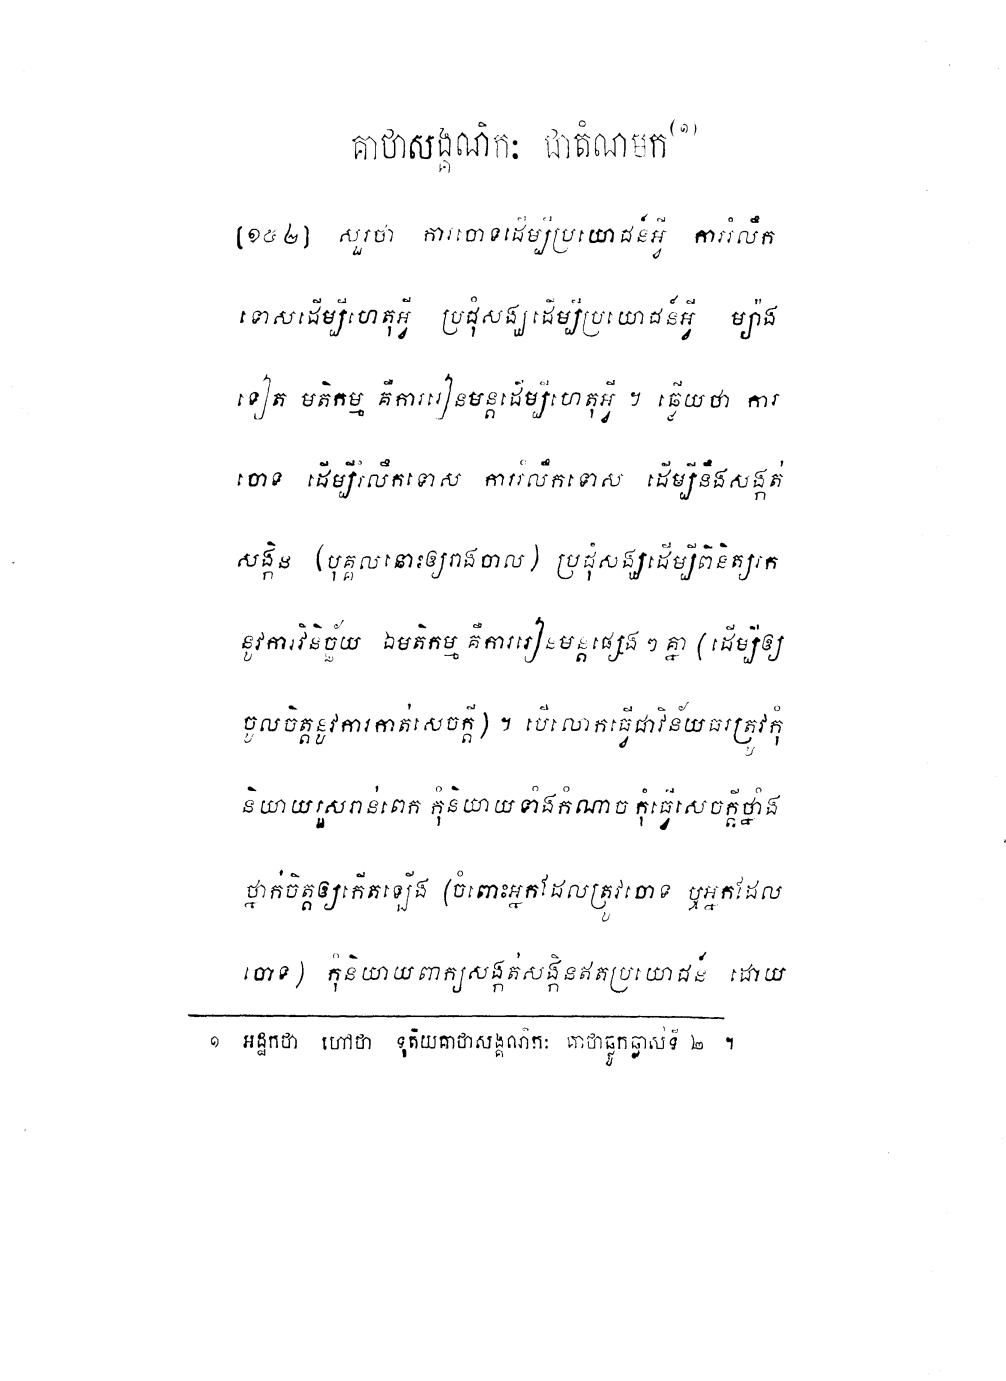 គាថាសង្គណិកៈ ជាតំណមក(១)
[១៥៤] សួរថា ការចោទដើម្បីប្រយោជន៍អ្វី ការរំលឹក
ទោសដើម្បីហេតុអ្វី ប្រជុំសង្ឃដើម្បីប្រយោជន៍អ្វី ម្យ៉ាង
ទៀត មតិកម្ម គឺការរៀនមន្តដើម្បីហេតុអ្វី ។ ឆ្លើយថា ការ
ចោទ ដើម្បីរំលឹកទោស ការរំលឹកទោស ដើម្បីនឹងសង្កត់
សង្កិន (បុគ្គលនោះឲ្យរាងចាល) ប្រជុំសង្ឃដើម្បីពិនិត្យរក
នូវការវិនិច្ឆ័យ ឯមតិកម្ម គឺការរៀនមន្តផ្សេង ៗ គ្នា (ដើម្បីឲ្យ
ចូលចិត្តនូវការកាត់សេចក្តី) ។ បើលោកធ្វើជាវិន័យធរត្រូវកុំ
និយាយរួសរាន់ពេក កុំនិយាយទាំងកំណាច កុំធ្វើសេចក្តីថ្នាំង
ថ្នាក់ចិត្តឲ្យកើតឡើង (ចំពោះអ្នកដែលត្រូវចោទ ឬអ្នកដែល
ចោទ) កុំនិយាយពាក្យសង្កត់សង្កិនឥតប្រយោជន៍ ដោយ
១ អដ្ឋកថា ហៅថា ទុតិយគាថាសង្គណិកៈ គាថាធ្លុកធ្លាស់ទី ២ ។